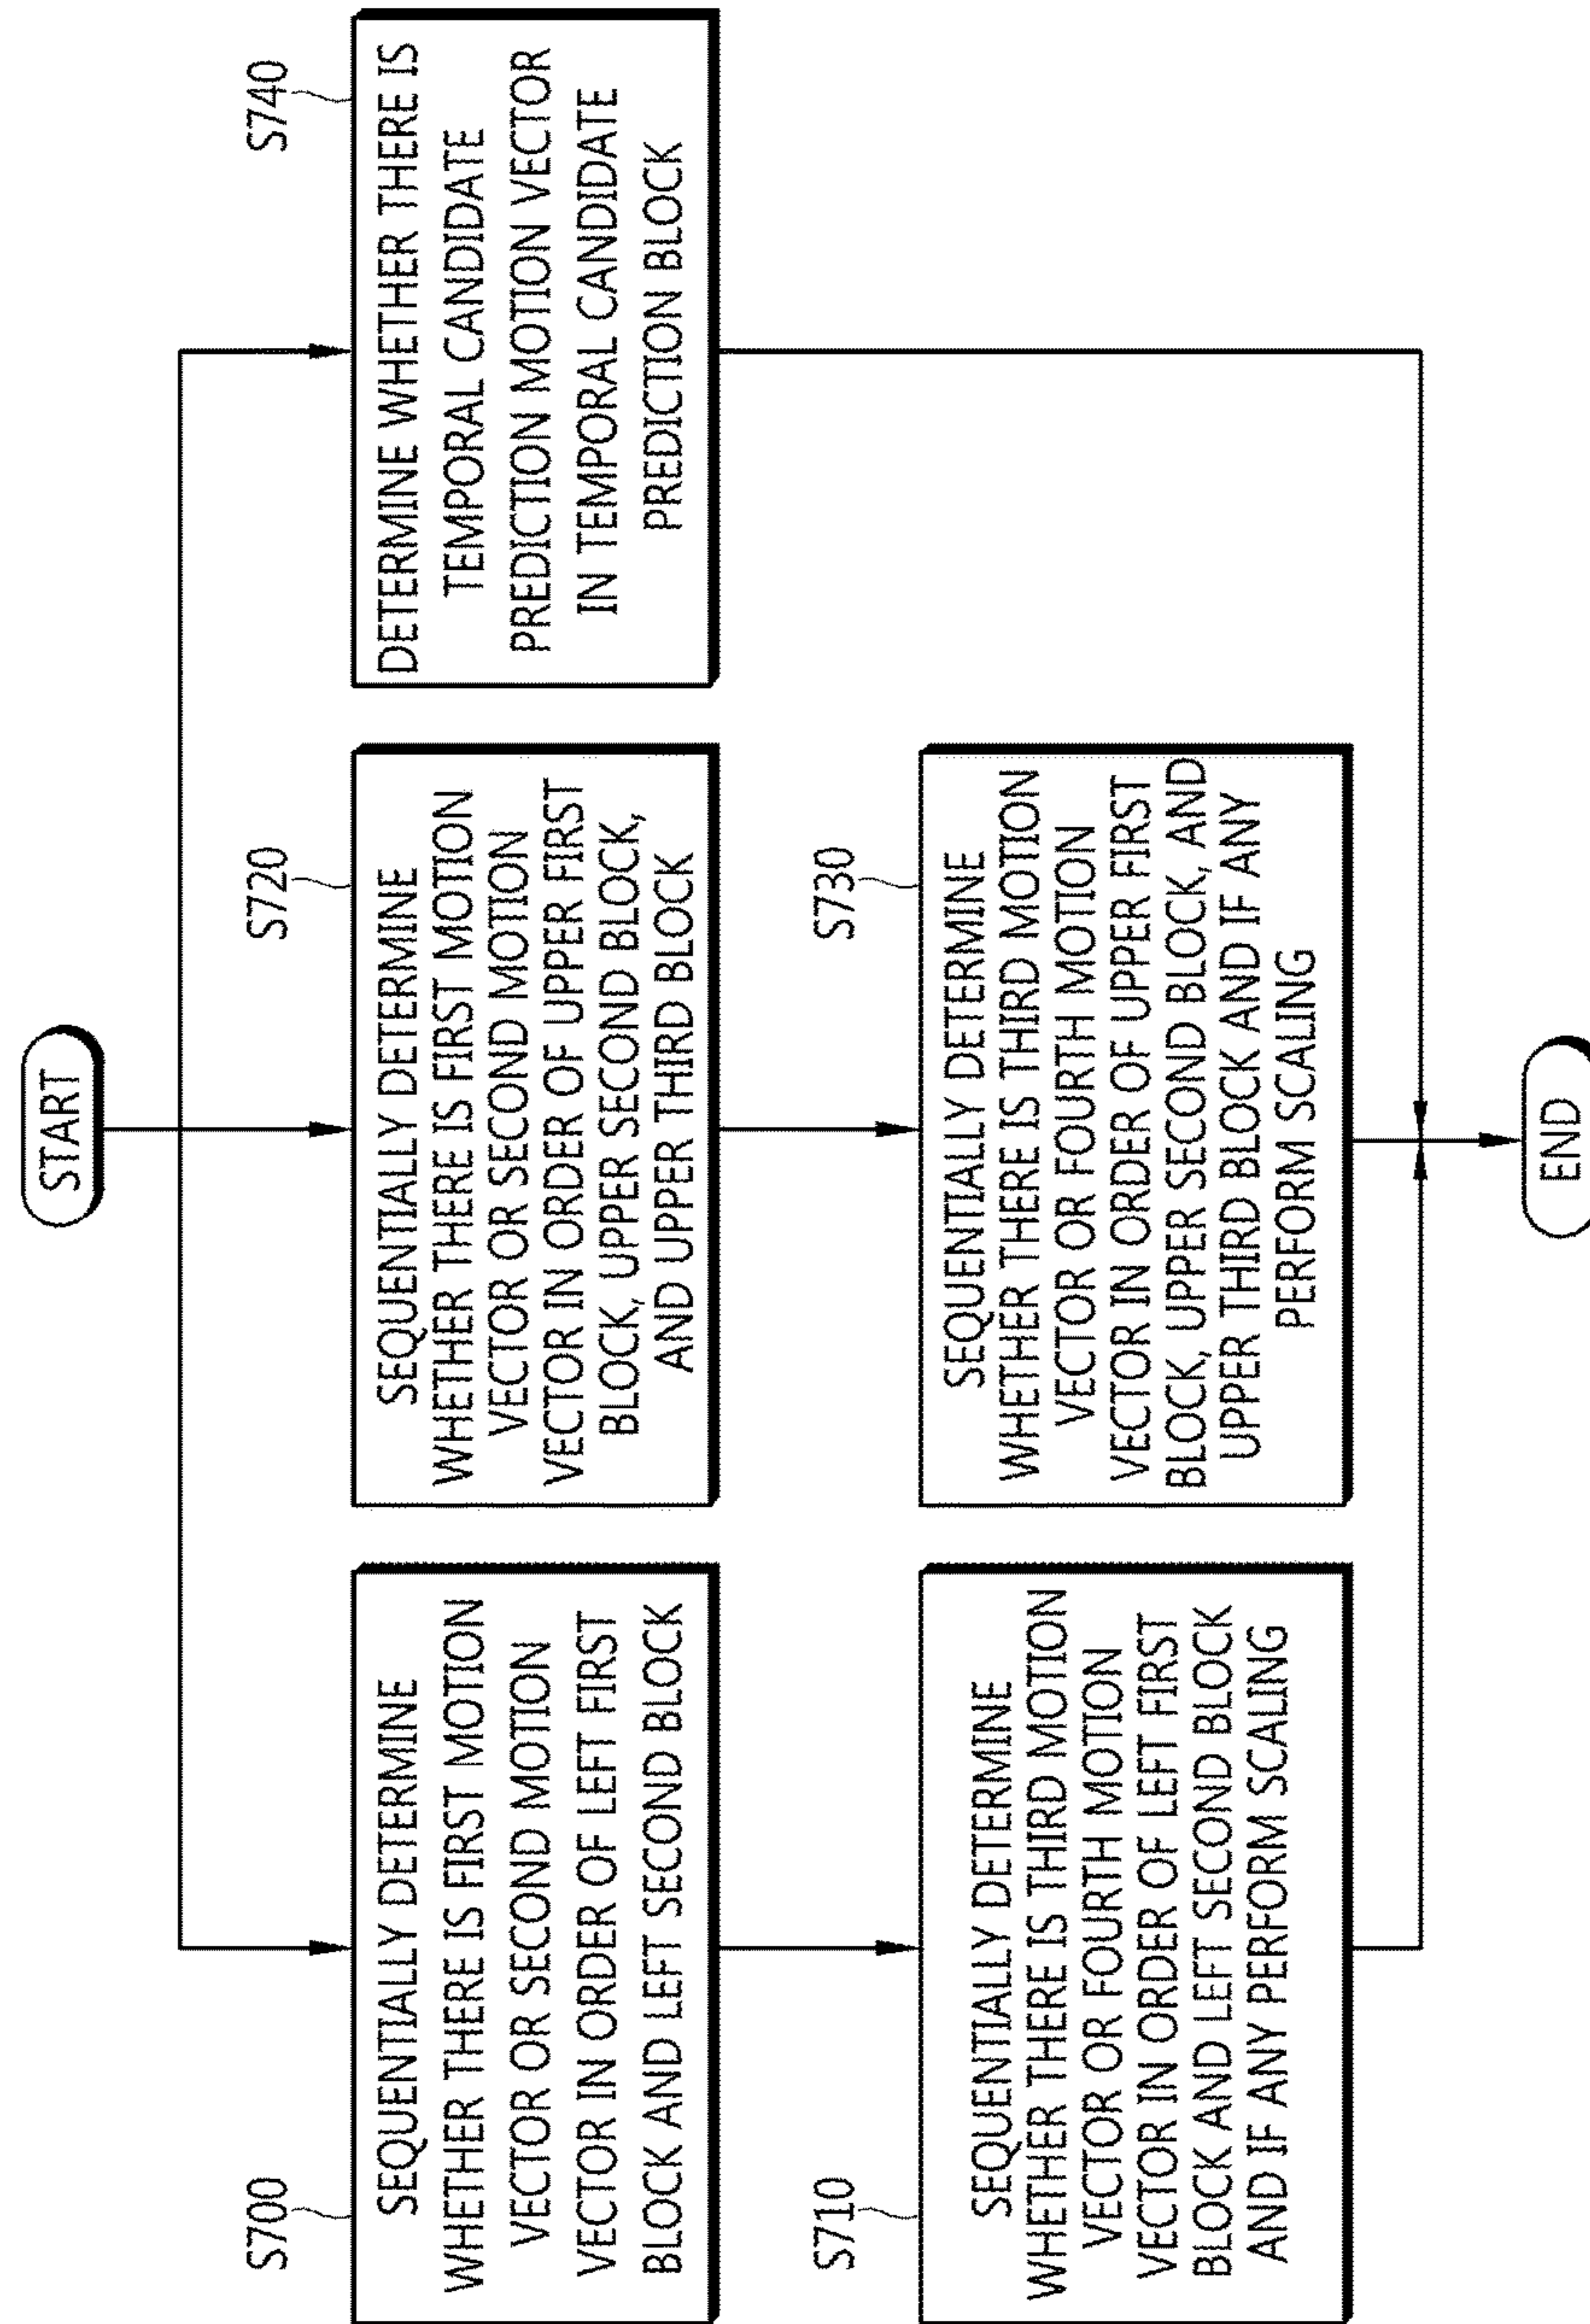 START
S700
SEQUENTIALLY DETERMINE
WHETHER THERE IS FIRST MOTION
VECTOR OR SECOND MOTION
VECTOR IN ORDER OF LEFT FIRST
BLOCK AND LEFT SECOND BLOCK
S720
SEQUENTIALLY DETERMINE
WHETHER THERE IS FIRST MOTION
VECTOR OR SECOND MOTION
VECTOR IN ORDER OF UPPER FIRST
BLOCK, UPPER SECOND BLOCK,
AND UPPER THIRD BLOCK
S740
DETERMINE WHETHER THERE IS
TEMPORAL CANDIDATE
PREDICTION MOTION VECTOR
IN TEMPORAL CANDIDATE
PREDICTION BLOCK
S710
SEQUENTIALLY DETERMINE
WHETHER THERE IS THIRD MOTION
VECTOR OR FOURTH MOTION
VECTOR IN ORDER OF LEFT FIRST
BLOCK AND LEFT SECOND BLOCK
AND IF ANY PERFORM SCALING
S730
SEQUENTIALLY DETERMINE
WHETHER THERE IS THIRD MOTION
VECTOR OR FOURTH MOTION
VECTOR IN ORDER OF UPPER FIRST
BLOCK, UPPER SECOND BLOCK, AND
UPPER THIRD BLOCK AND IF ANY
PERFORM SCALING
END